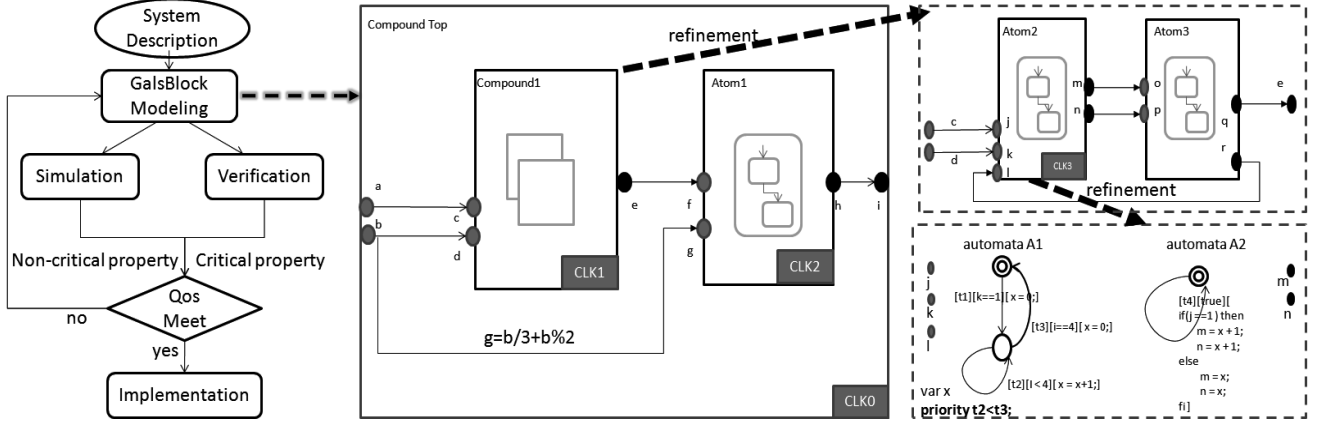 System
Description
GalsBlock
Modeling
Simulation
Verification
Non-critical property
Critical property
Qos
Meet
no
yes
Implementation
Compound Top
Compound1
a
b
c
d
CLK1
e
refinement
Atom1
f
g
CLK2
h
i
g=b/3+b%2
CLK0
Atom2
Atom3
c
d
j
k
l
m
n
CLK3
o
p
q
r
e
refinement
automata A1
automata A2
j
k
l
[t1][k==1][ x = 0;]
[t3][i==4][ x = 0;]
[t2][I < 4][ x = x+1;]
var x
priority t2<t3;
[t4][true][
if(j ==1) then
m = x + 1;
n = x + 1;
else
m = x;
n = x;
fi]
m
n